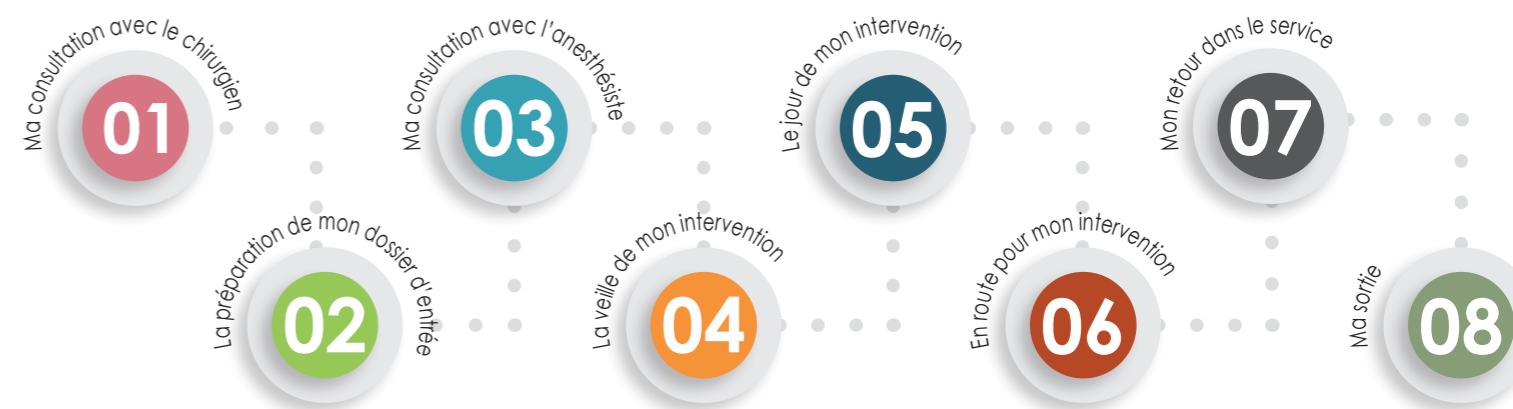 Ma consultation avec le chirurgien
01
La préparation de mon dossier d'entrée
02
Ma consultation avec l'anesthésiste
03
La veille de mon intervention
04
Le jour de mon intervention
05
En route pour mon intervention
06
Mon retour dans le service
07
Ma sortie
08